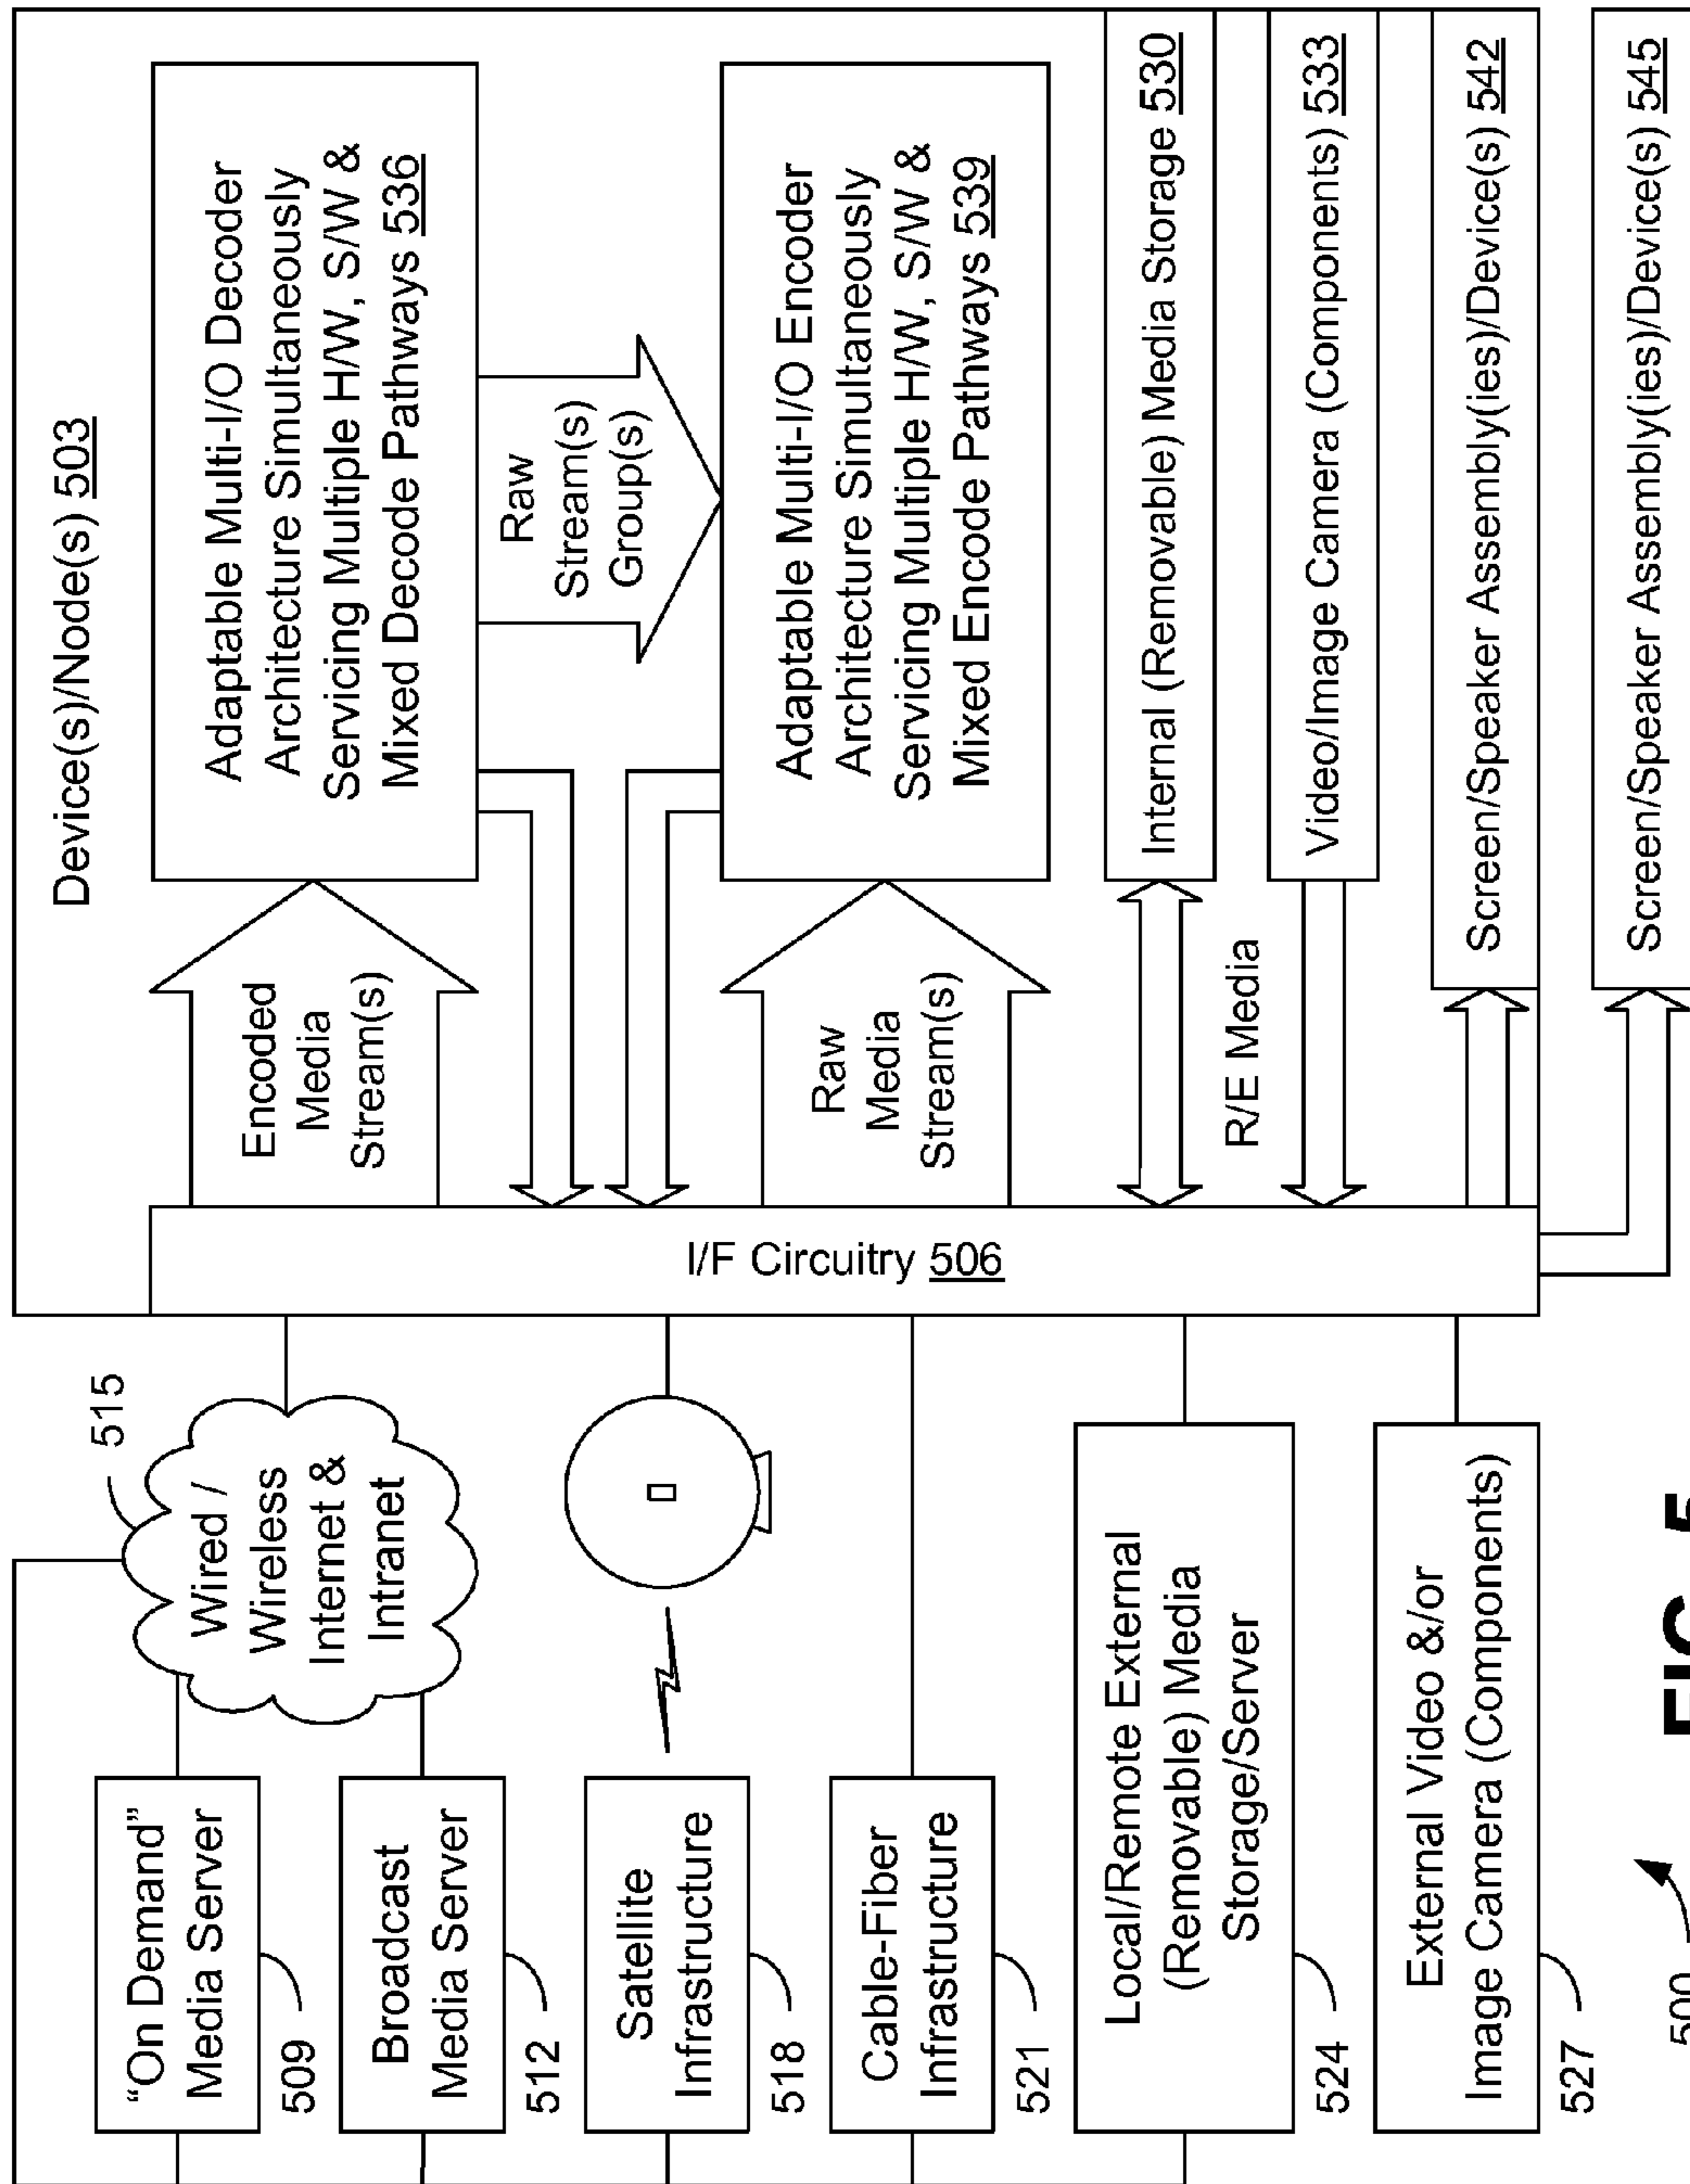 Device(s)/Node(s) 503
515
"On Demand"
Media Server
509
Broadcast
Media Server
512
Wired /
Wireless
Internet &
Intranet
Satellite
Infrastructure
518
Cable-Fiber
Infrastructure
521
Local/Remote External
(Removable) Media
Storage/Server
524
External Video &/or
Image Camera (Components)
527
I/F Circuitry 506
Encoded
Media
Stream(s)
Adaptable Multi-I/O Decoder
Architecture Simultaneously
Servicing Multiple H/W, S/W &
Mixed Decode Pathways 536
Raw
Stream(s)
Group(s)
Raw
Media
Stream(s)
Adaptable Multi-I/O Encoder
Architecture Simultaneously
Servicing Multiple H/W, S/W &
Mixed Encode Pathways 539
Internal (Removable) Media Storage 530
R/E Media
Video/Image Camera (Components) 533
Screen/Speaker Assembly(ies)/Device(s) 542
Screen/Speaker Assembly(ies)/Device(s) 545
500
FIG. 5